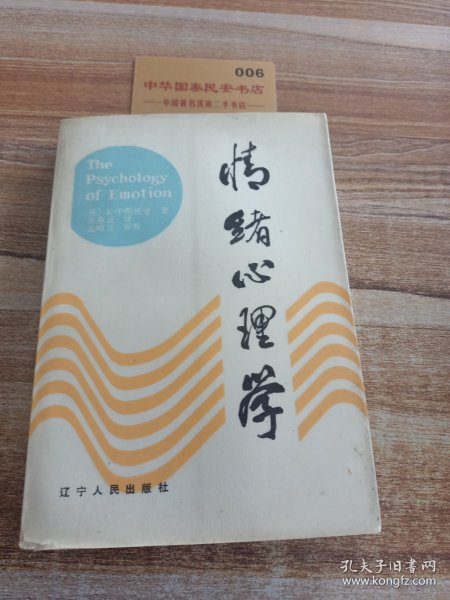 006
中华国泰民安书店
中国著名优质二手书店
The
Psychology
of Emotion
情绪心理学
辽宁人民出版社
孔夫子旧书网
www.kongfz.com